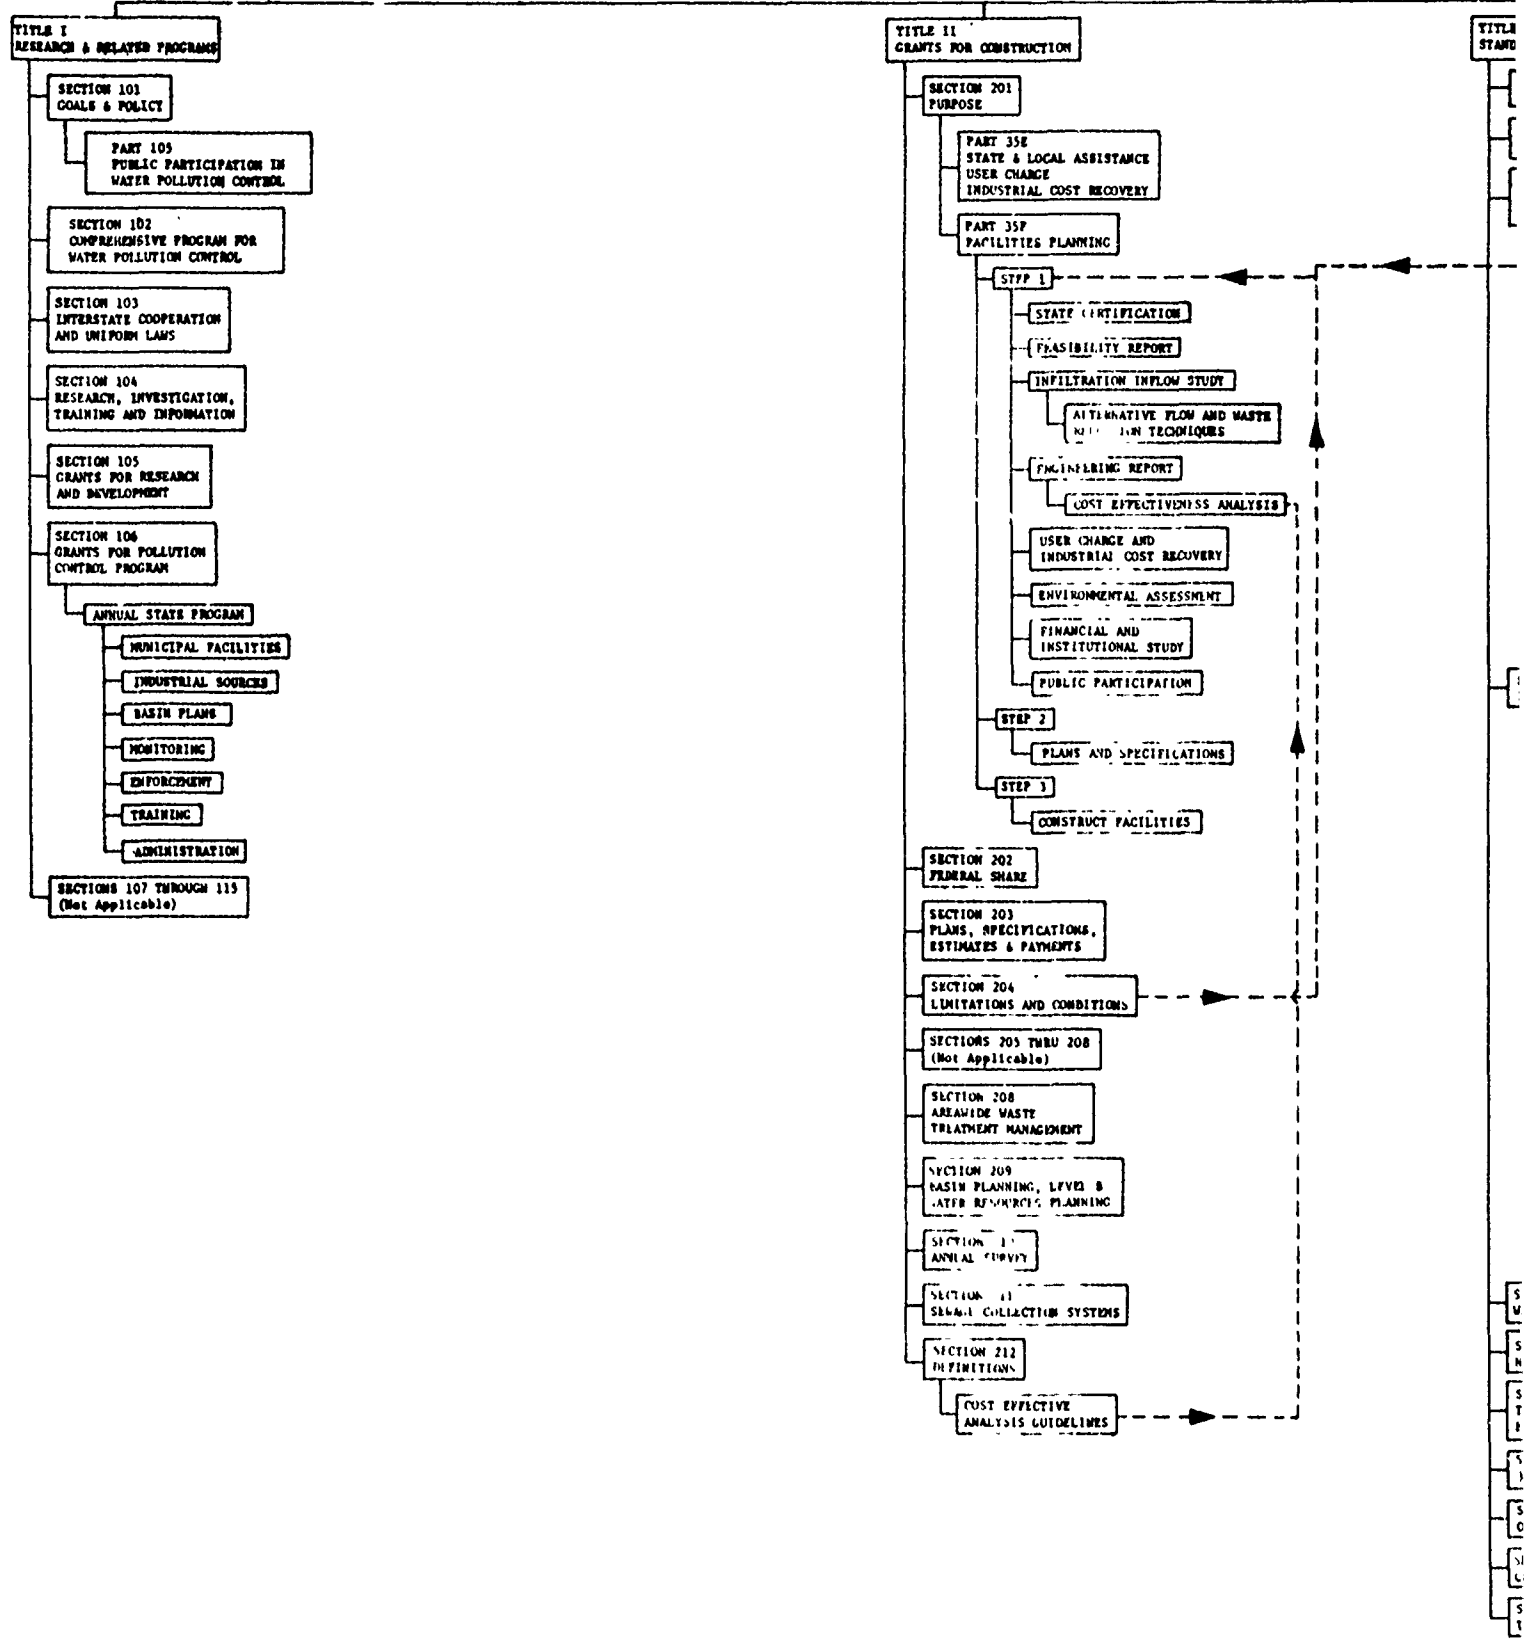 TITLE I
RESEARCH & RELATED PROGRAMS
SECTION 101
GOALS & POLICY
PART 105
PUBLIC PARTICIPATION IN
WATER POLLUTION CONTROL
SECTION 102
COMPREHENSIVE PROGRAM FOR
WATER POLLUTION CONTROL
SECTION 103
INTERSTATE COOPERATION
AND UNIFORM LAWS
SECTION 104
RESEARCH, INVESTIGATION,
TRAINING AND INFORMATION
SECTION 105
GRANTS FOR RESEARCH
AND DEVELOPMENT
SECTION 106
GRANTS FOR POLLUTION
CONTROL PROGRAM
ANNUAL STATE PROGRAM
MUNICIPAL FACILITIES
INDUSTRIAL SOURCES
BASIN PLANS
MONITORING
ENFORCEMENT
TRAINING
ADMINISTRATION
SECTIONS 107 THROUGH 115
(Not Applicable)
TITLE II
GRANTS FOR CONSTRUCTION
SECTION 201
PURPOSE
PART 35E
STATE & LOCAL ASSISTANCE
USER CHARGE
INDUSTRIAL COST RECOVERY
PART 35F
FACILITIES PLANNING
STEP 1
STATE CERTIFICATION
FEASIBILITY REPORT
INFILTRATION INFLOW STUDY
ALTERNATIVE FLOW AND WASTE
TECHNIQUES
ENGINEERING REPORT
COST EFFECTIVENESS ANALYSIS
USER CHARGE AND
INDUSTRIAL COST RECOVERY
ENVIRONMENTAL ASSESSMENT
FINANCIAL AND
INSTITUTIONAL STUDY
PUBLIC PARTICIPATION
STEP 2
PLANS AND SPECIFICATIONS
STEP 3
CONSTRUCT FACILITIES
SECTION 202
FEDERAL SHARE
SECTION 203
PLANS, SPECIFICATIONS,
ESTIMATES & PAYMENTS
SECTION 204
LIMITATIONS AND CONDITIONS
SECTIONS 205 THRU 208
(Not Applicable)
SECTION 208
AREAWIDE WASTE
TREATMENT MANAGEMENT
SECTION 209
BASIN PLANNING, LEVEL B
WATER RESOURCES PLANNING
SECTION
ANNUAL SURVEY
SECTION
SEWAGE COLLECTION SYSTEMS
SECTION 212
DEFINITIONS
COST EFFECTIVE
ANALYSIS GUIDELINES
TITLE
STAND